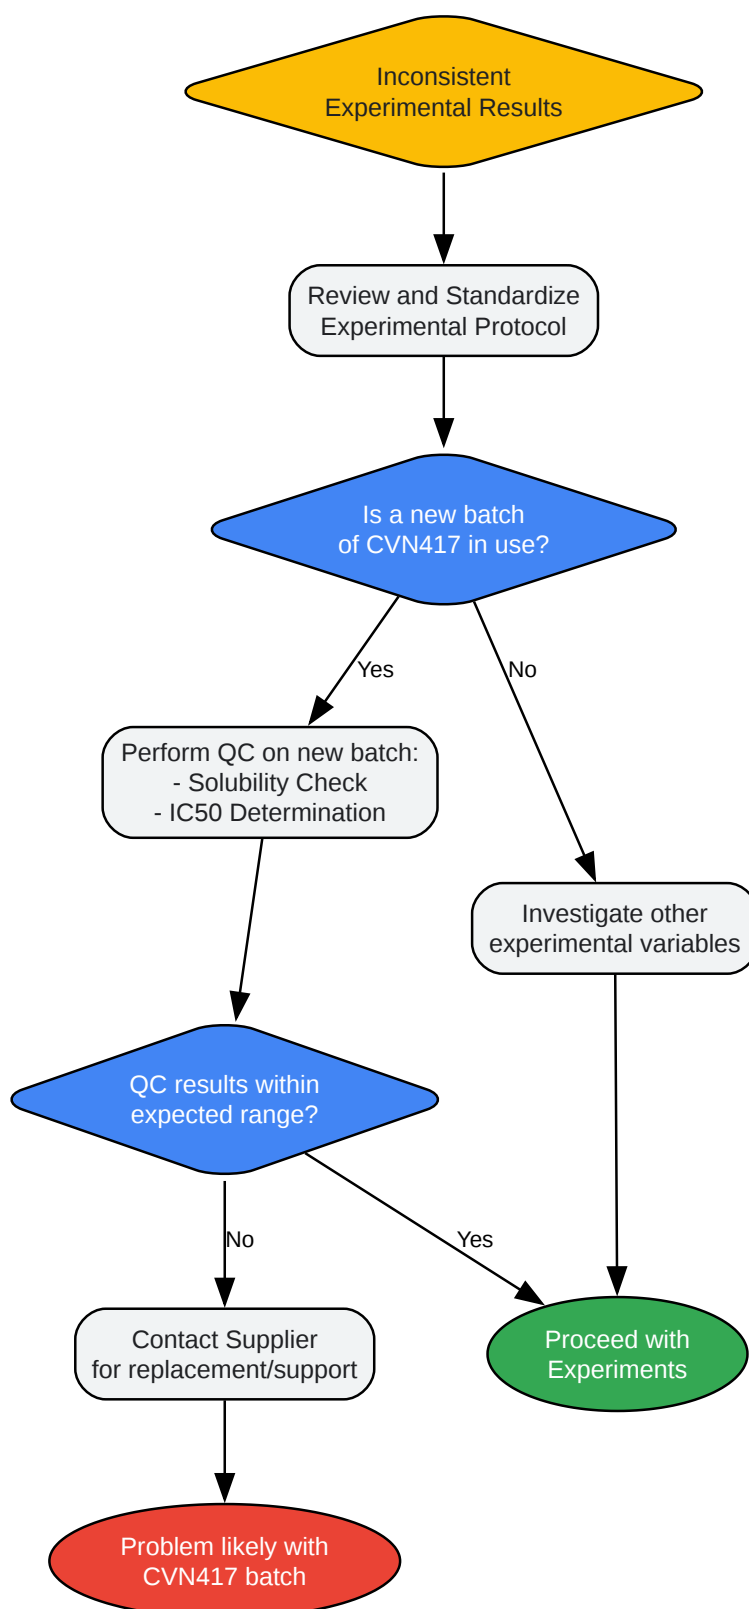 Inconsistent
Experimental Results
Review and Standardize
Experimental Protocol
Is a new batch
of CVN417 in use?
Yes
No
Perform QC on new batch:
- Solubility Check
- IC50 Determination
Investigate other
experimental variables
QC results within
expected range?
No
Yes
Contact Supplier
for replacement/support
Proceed with
Experiments
Problem likely with
CVN417 batch